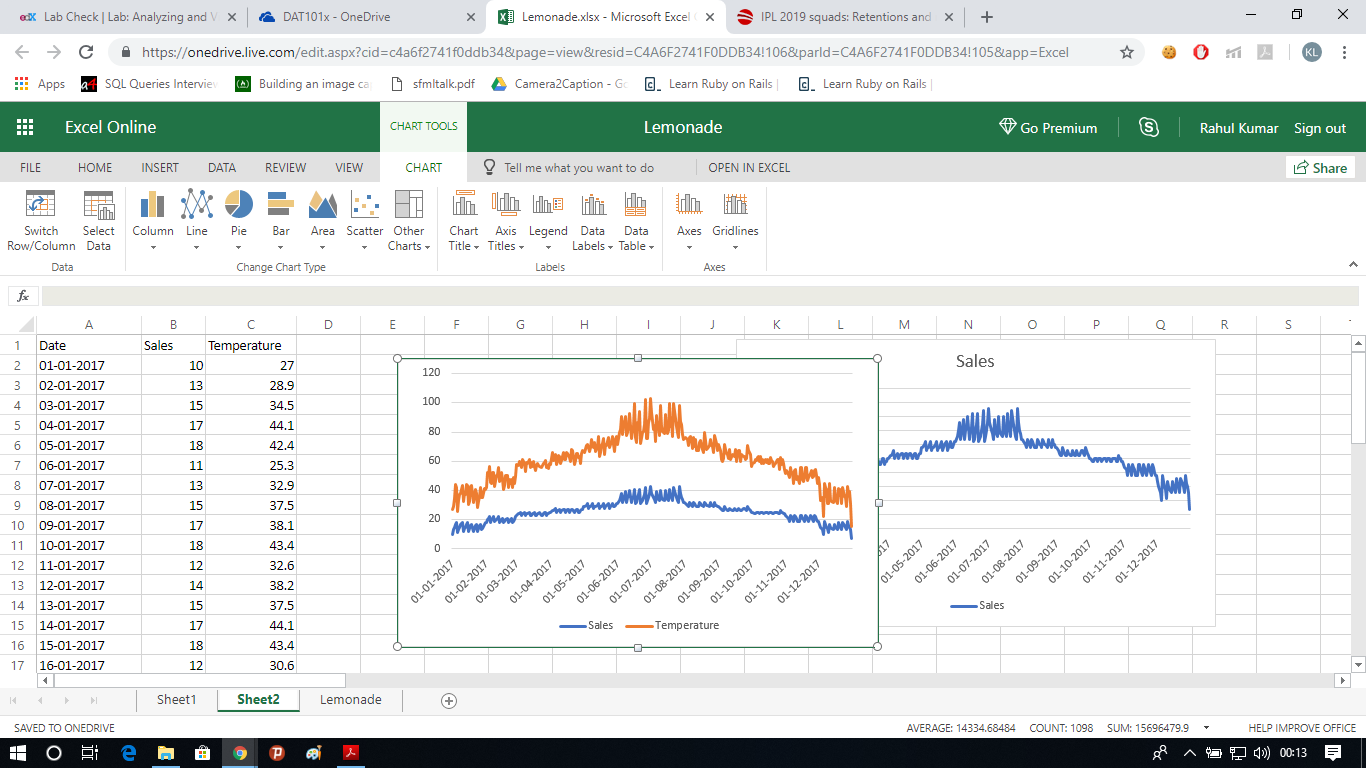 edX Lab Check | Lab: Analyzing and V
DAT101x - OneDrive
Lemonade.xlsx - Microsoft Excel
IPL 2019 squads: Retentions and
https://onedrive.live.com/edit.aspx?cid=c4a6f2741f0ddb34&page=view&resid=C4A6F2741F0DDB34!106&parId=C4A6F2741F0DDB34!105&app=Excel
KL
Apps
a4 SQL Queries Interview
Building an image ca
sfmltalk.pdf
Camera2Caption - Go
Learn Ruby on Rails |
Learn Ruby on Rails |
Excel Online
CHART TOOLS
Lemonade
Go Premium
Rahul Kumar
Sign out
FILE HOME INSERT DATA REVIEW VIEW CHART Tell me what you want to do OPEN IN EXCEL Share
Switch Select Column Line Pie Bar Area Scatter Other Chart Axis Legend Data Data Axes Gridlines
Row/Column Data Charts Title Titles Labels Table
Data Change Chart Type Labels Axes
fx
A B C D E F G H I J K L M N O P Q R S
1 Date Sales Temperature
2 01-01-2017 10 27
3 02-01-2017 13 28.9
4 03-01-2017 15 34.5
5 04-01-2017 17 44.1
6 05-01-2017 18 42.4
7 06-01-2017 11 25.3
8 07-01-2017 13 32.9
9 08-01-2017 15 37.5
10 09-01-2017 17 38.1
11 10-01-2017 18 43.4
12 11-01-2017 12 32.6
13 12-01-2017 14 38.2
14 13-01-2017 15 37.5
15 14-01-2017 17 44.1
16 15-01-2017 18 43.4
17 16-01-2017 12 30.6
120
100
80
60
40
20
0
01-01-2017 01-02-2017 01-03-2017 01-04-2017 01-05-2017 01-06-2017 01-07-2017 01-08-2017 01-09-2017 01-10-2017 01-11-2017 01-12-2017
Sales Temperature
Sales
17 01-05-2017 01-06-2017 01-07-2017 01-08-2017 01-09-2017 01-10-2017 01-11-2017 01-12-2017
Sales
Sheet1 Sheet2 Lemonade
SAVED TO ONEDRIVE
AVERAGE: 14334.68484 COUNT: 1098 SUM: 15696479.9
HELP IMPROVE OFFICE
00:13